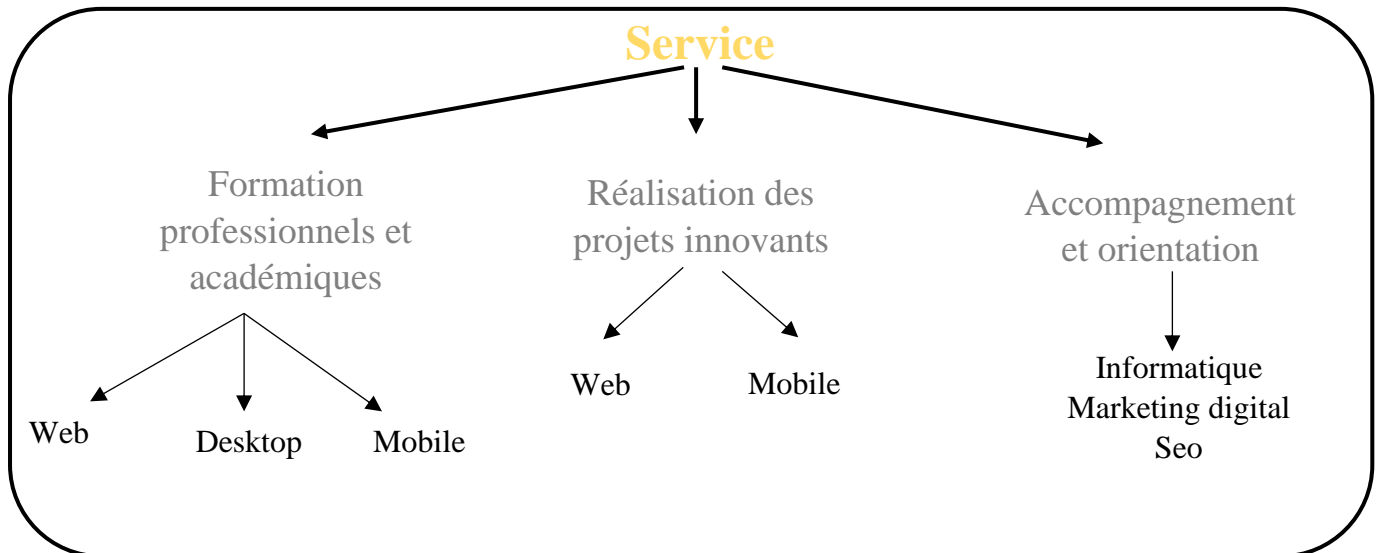 Service
Formation
professionnels et
académiques
Réalisation des
projets innovants
Accompagnement
et orientation
Web
Desktop
Mobile
Web
Mobile
Informatique
Marketing digital
Seo